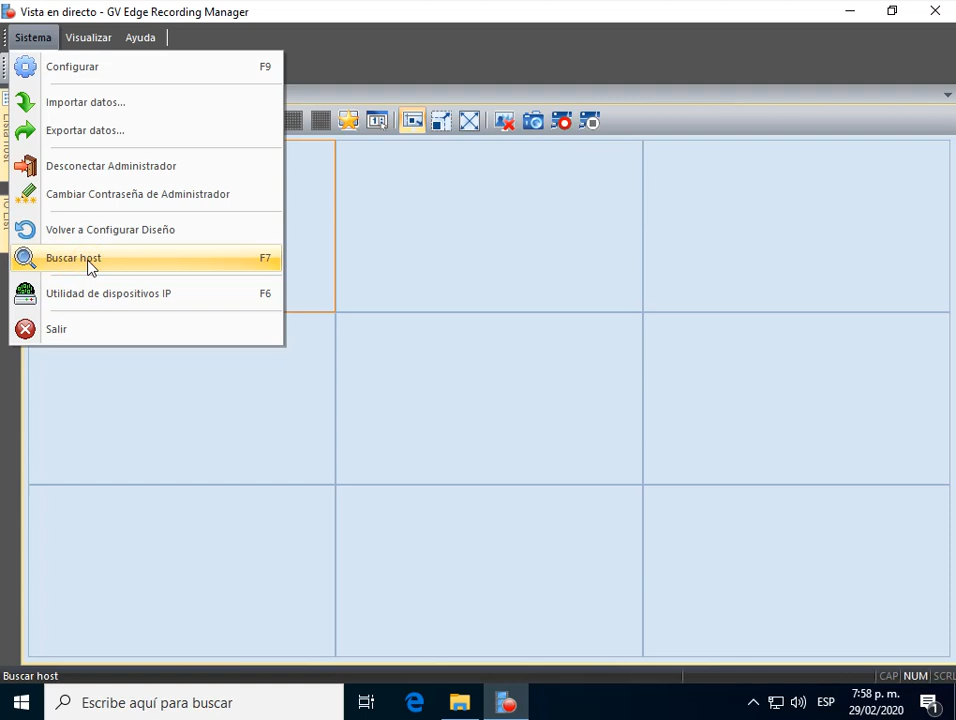 Vista en directo - GV Edge Recording Manager
Sistema Visualizar Ayuda
Configurar F9
Importar datos...
Exportar datos...
Desconectar Administrador
Cambiar Contraseña de Administrador
Volver a Configurar Diseño
Buscar host F7
Utilidad de dispositivos IP F6
Salir
Buscar host
CAP NUM SCRL
Escribe aquí para buscar
ESP
7:58 p. m.
29/02/2020
1